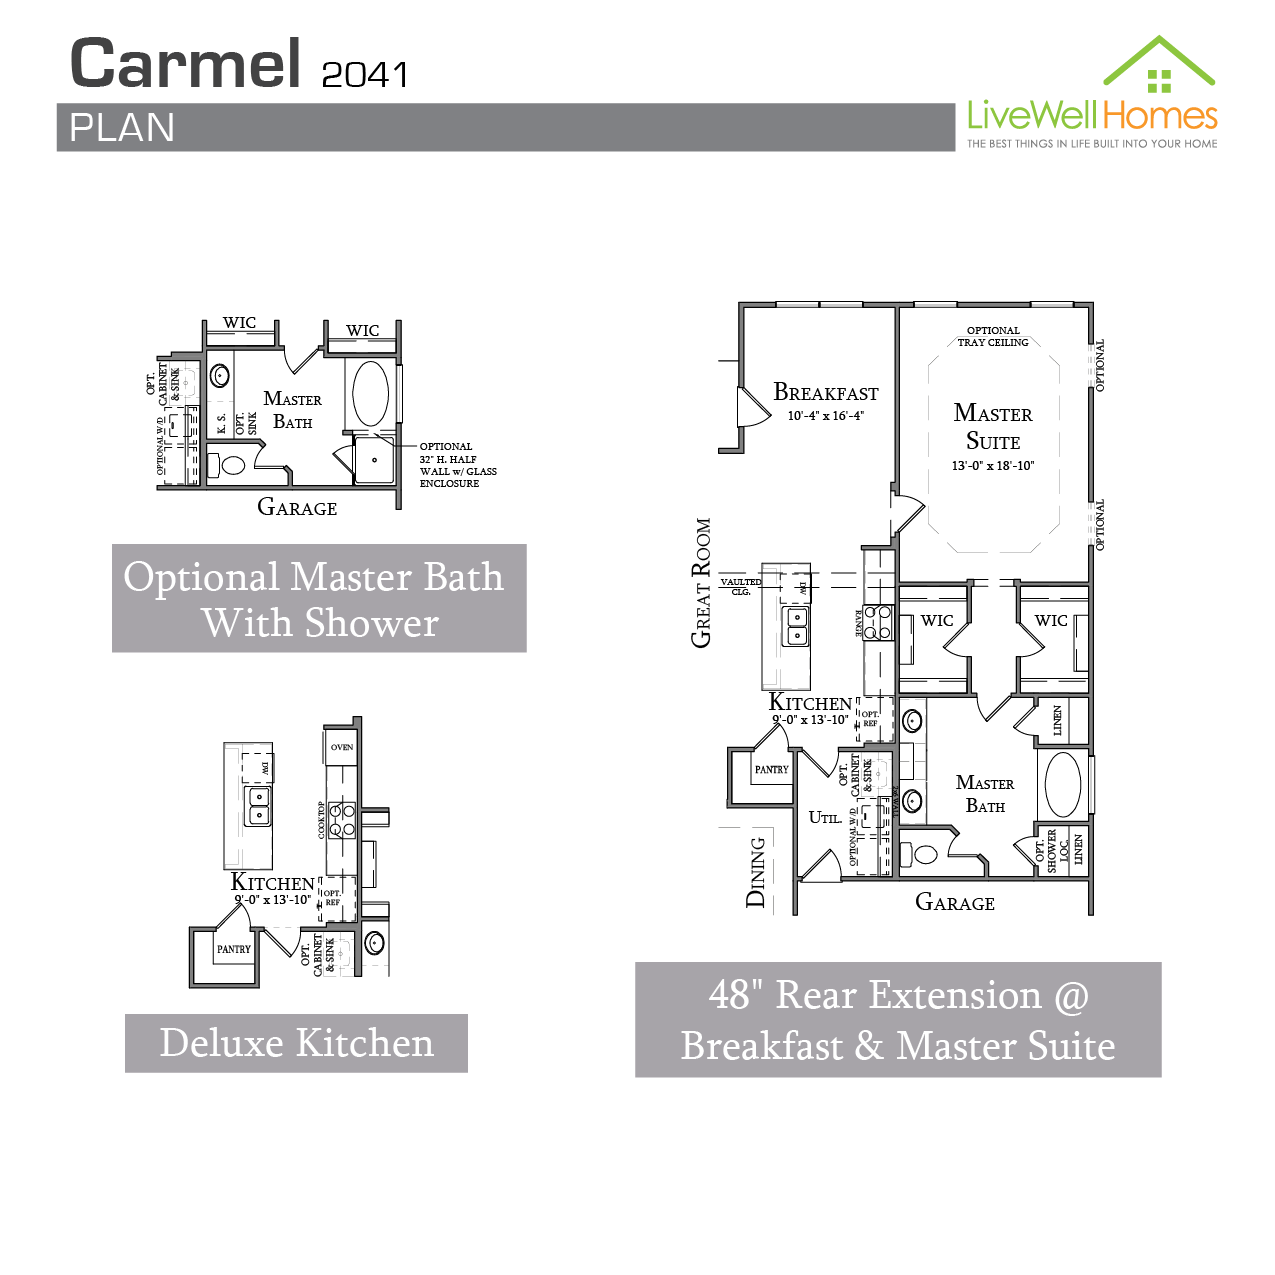 Carmel 2041
PLAN
LiveWell Homes
THE BEST THINGS IN LIFE BUILT INTO YOUR HOME
WIC
WIC
OPT.
CABINET
& SINK
MASTER
BATH
K. S.
OPT.
SINK
OPTIONAL W/D
OPTIONAL
32" H. HALF
WALL w/ GLASS
ENCLOSURE
GARAGE
Optional Master Bath
With Shower
OVEN
DW
COOKTOP
KITCHEN
9'-0" x 13'-10"
OPT.
REF
PANTRY
OPT.
CABINET
& SINK
Deluxe Kitchen
OPTIONAL
TRAY CEILING
OPTIONAL
BREAKFAST
10'-4" x 16'-4"
MASTER
SUITE
13'-0" x 18'-10"
OPTIONAL
GREAT ROOM
VAULTED
CLG.
DW
RANGE
WIC
WIC
KITCHEN
9'-0" x 13'-10"
OPT.
REF
LINEN
PANTRY
OPT.
CABINET
& SINK
MASTER
BATH
UTIL.
OPTIONAL W/D
OPT.
SHOWER
LOC.
LINEN
DINING
GARAGE
48" Rear Extension @
Breakfast & Master Suite